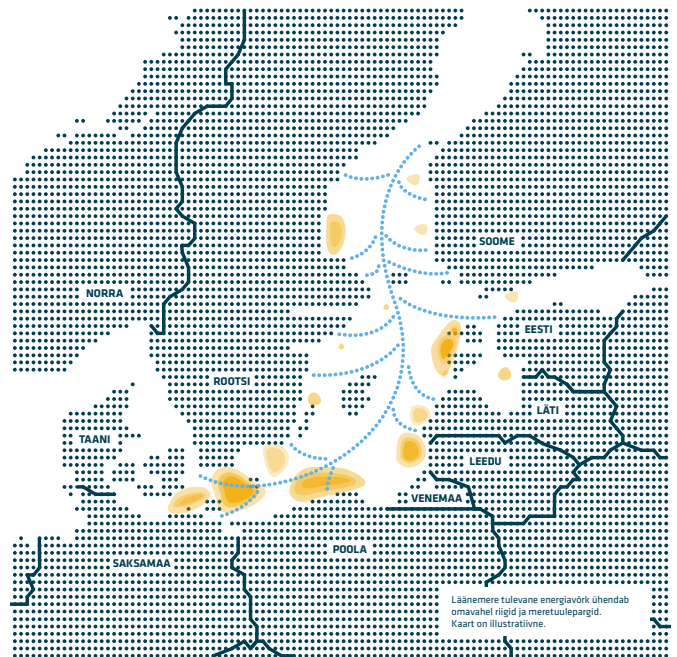 SOOME
NORRA
EESTI
ROOTSI
LÄTI
TAANI
LEEDU
VENEMAA
POOLA
SAKSAMAA
Läänemere tulevane energiavõrk ühendab
omavahel riigid ja meretuulepargid.
Kaart on illustratiivne.